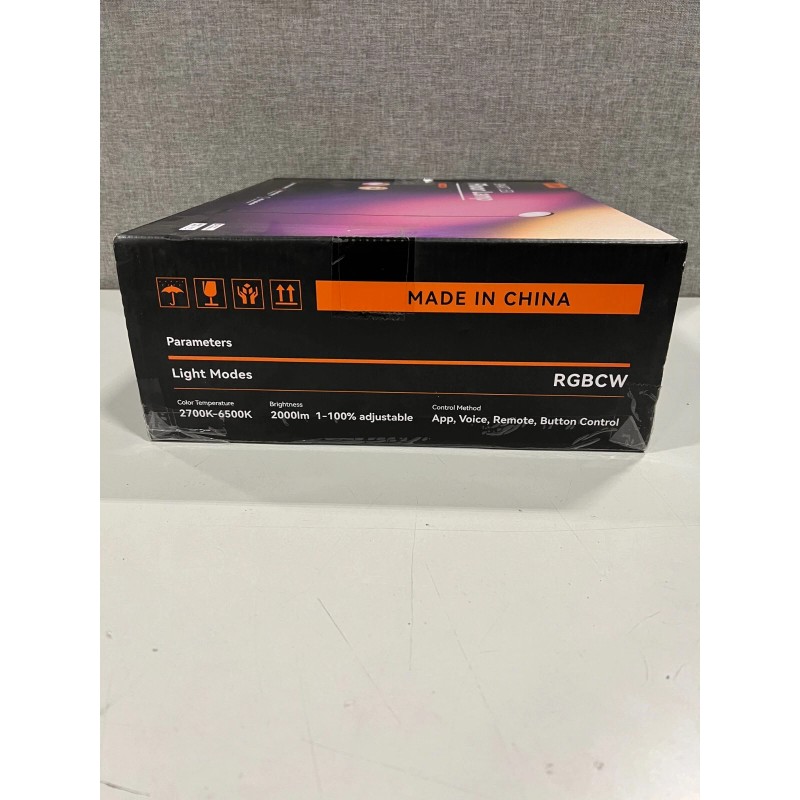 MADE IN CHINA
Parameters
Light Modes
RGBCW
Color Temperature
2700K-6500K
Brightness
2000lm 1-100% adjustable
Control Method
App, Voice, Remote, Button Control